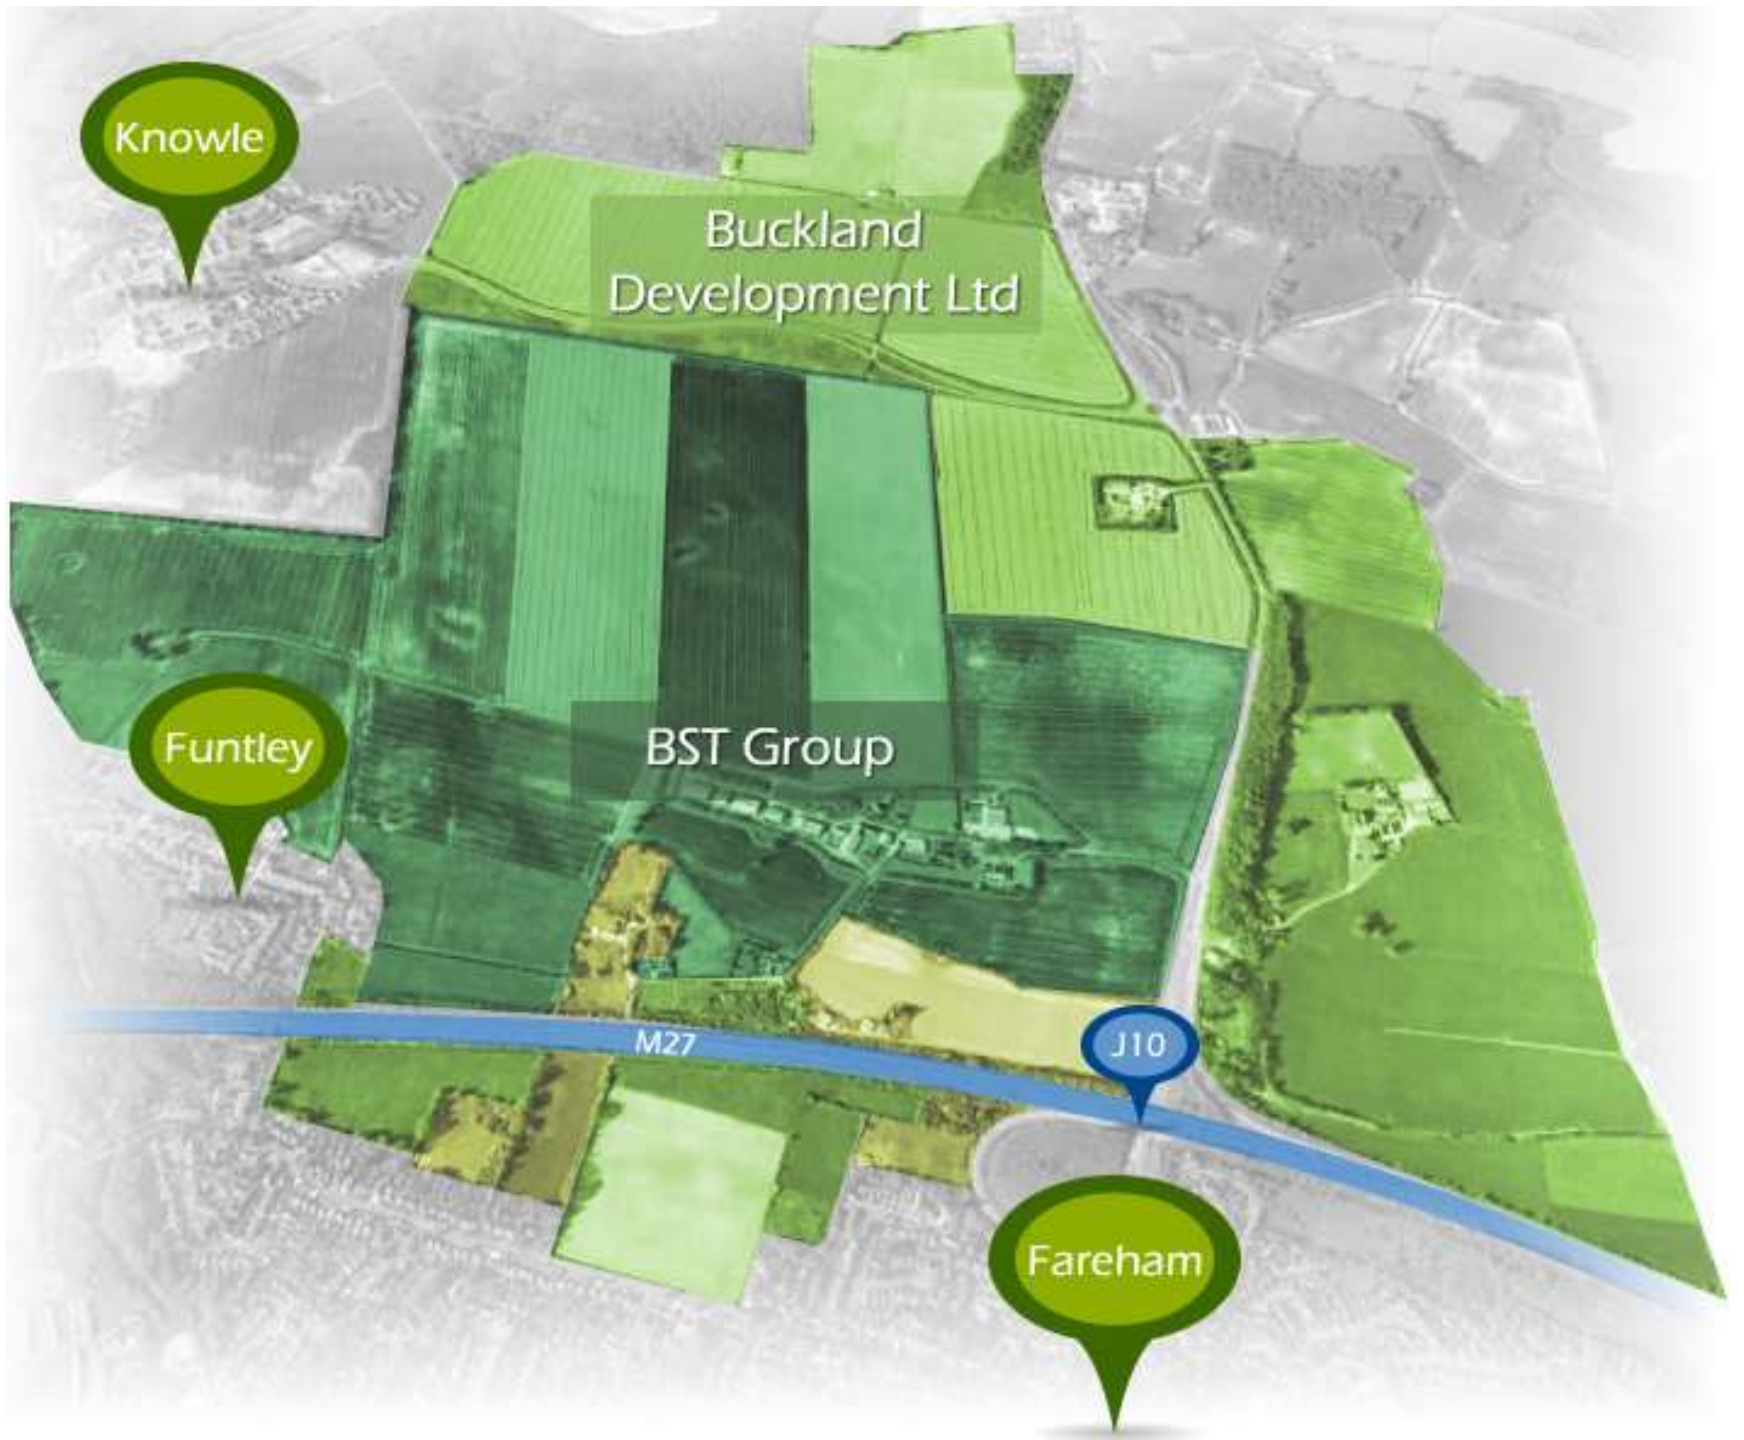 Knowle
Buckland
Development Ltd
BST Group
Funtley
M27
J10
Fareham